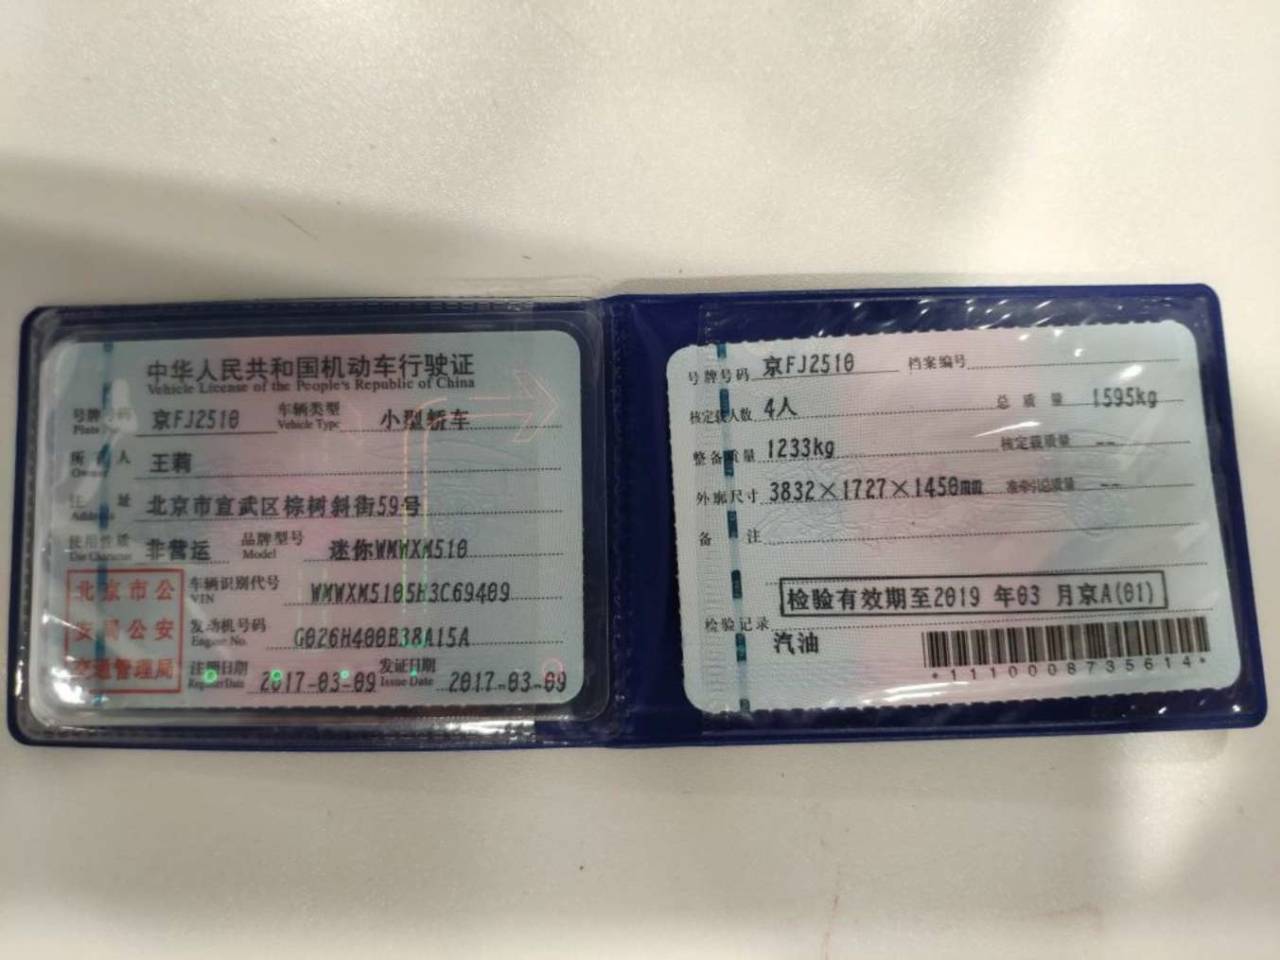 中华人民共和国机动车行驶证
Vehicle License of the People's Republic of China
号牌号码 Plate No. 京FJ2510 车辆类型 Vehicle Type 小型轿车
所有人 Owner 王莉
住址 Address 北京市宣武区棕树斜街59号
使用性质 Use Character 非营运 品牌型号 Model 迷你WMWXM510
北京市公
安局公安
交通管理局
车辆识别代号 VIN WMWXM5105H3C69409
发动机号码 Engine No. G026H400B38A15A
注册日期 Register Date 2017-03-09 发证日期 Issue Date 2017-03-09
号牌号码 京FJ2510 档案编号
核定载人数 4人 总质量 1595kg
整备质量 1233kg 核定载质量 --
外廓尺寸 3832×1727×1450mm 准牵引总质量 --
备注
检验有效期至2019 年03 月京A(01)
检验记录
汽油
*1110008735614*